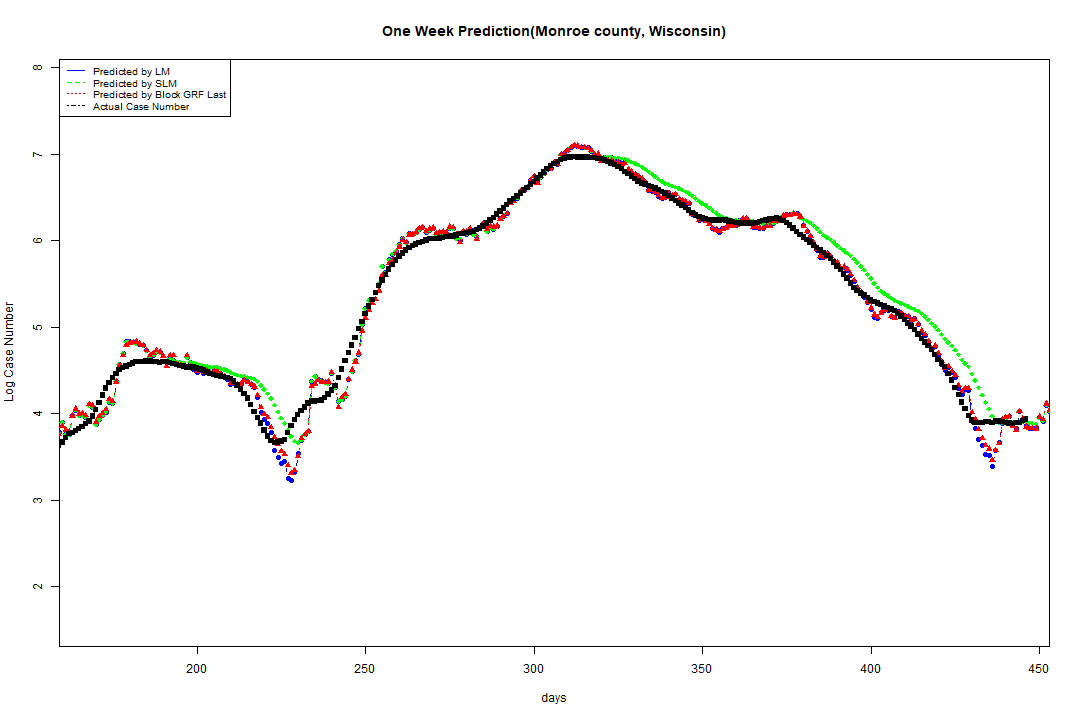 One Week Prediction(Monroe county, Wisconsin)
Predicted by LM
Predicted by SLM
Predicted by Block GRF Last
Actual Case Number
8
7
6
5
4
3
2
Log Case Number
200 250 300 350 400 450
days